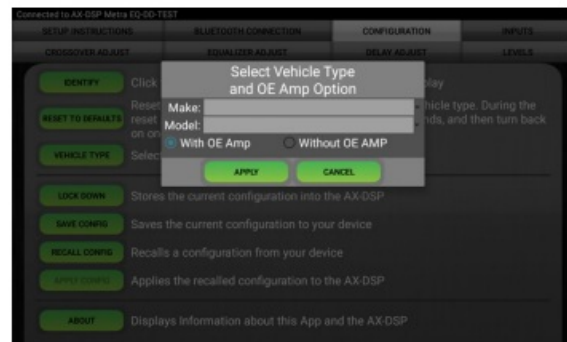 Connected to AX-DSP Metra EQ-DD-TEST
SETUP INSTRUCTIONS BLUETOOTH CONNECTION CONFIGURATION INPUTS
CROSSOVER ADJUST EQUALIZER ADJUST DELAY ADJUST LEVELS
Select Vehicle Type
and OE Amp Option
IDENTIFY Click play
Make:
Reset hicle type. During the
RESET TO DEFAULTS reset Model: nds, and then turn back
on on
With OE Amp Without OE AMP
VEHICLE TYPE Selec
APPLY CANCEL
LOCK DOWN Stores the current configuration into the AX-DSP
SAVE CONFIG Saves the current configuration to your device
RECALL CONFIG Recalls a configuration from your device
APPLY CONFIG Applies the recalled configuration to the AX-DSP
ABOUT Displays Information about this App and the AX-DSP